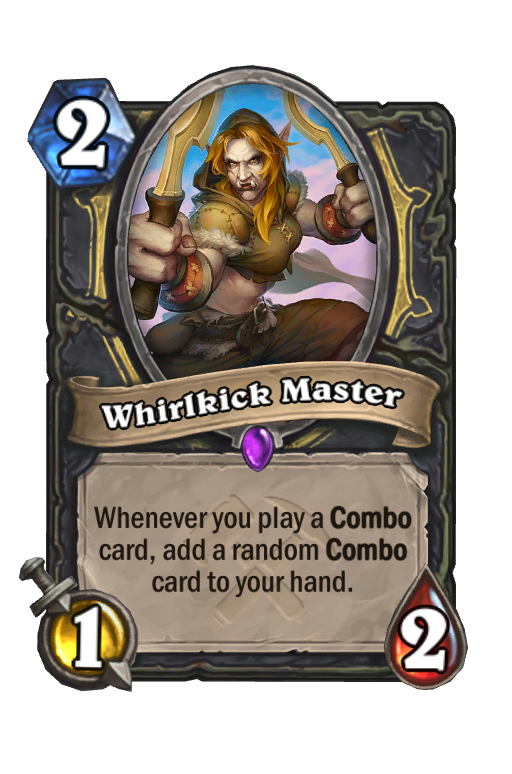 2
Whirlkick Master
Whenever you play a Combo
card, add a random Combo
card to your hand.
1
2